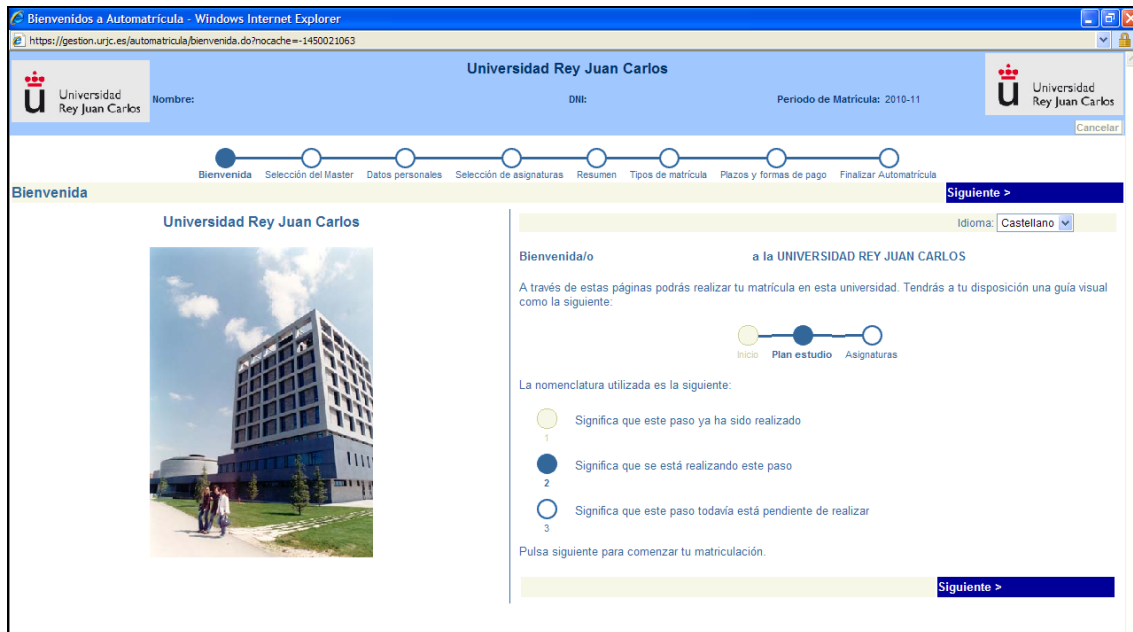 Bienvenidos a Automatrícula - Windows Internet Explorer
https://gestion.urjc.es/automatricula/bienvenida.do?nocache=-1450021063
Universidad Rey Juan Carlos
Universidad
Rey Juan Carlos
Nombre:
DNI:
Periodo de Matrícula: 2010-11
Universidad
Rey Juan Carlos
Cancelar
Bienvenida Selección del Master Datos personales Selección de asignaturas Resumen Tipos de matrícula Plazos y formas de pago Finalizar Automatrícula
Bienvenida
Siguiente >
Universidad Rey Juan Carlos
Idioma: Castellano
Bienvenida/o a la UNIVERSIDAD REY JUAN CARLOS
A través de estas páginas podrás realizar tu matrícula en esta universidad. Tendrás a tu disposición una guía visual
como la siguiente:
Inicio Plan estudio Asignaturas
La nomenclatura utilizada es la siguiente:
Significa que este paso ya ha sido realizado
1
Significa que se está realizando este paso
2
Significa que este paso todavía está pendiente de realizar
3
Pulsa siguiente para comenzar tu matriculación.
Siguiente >